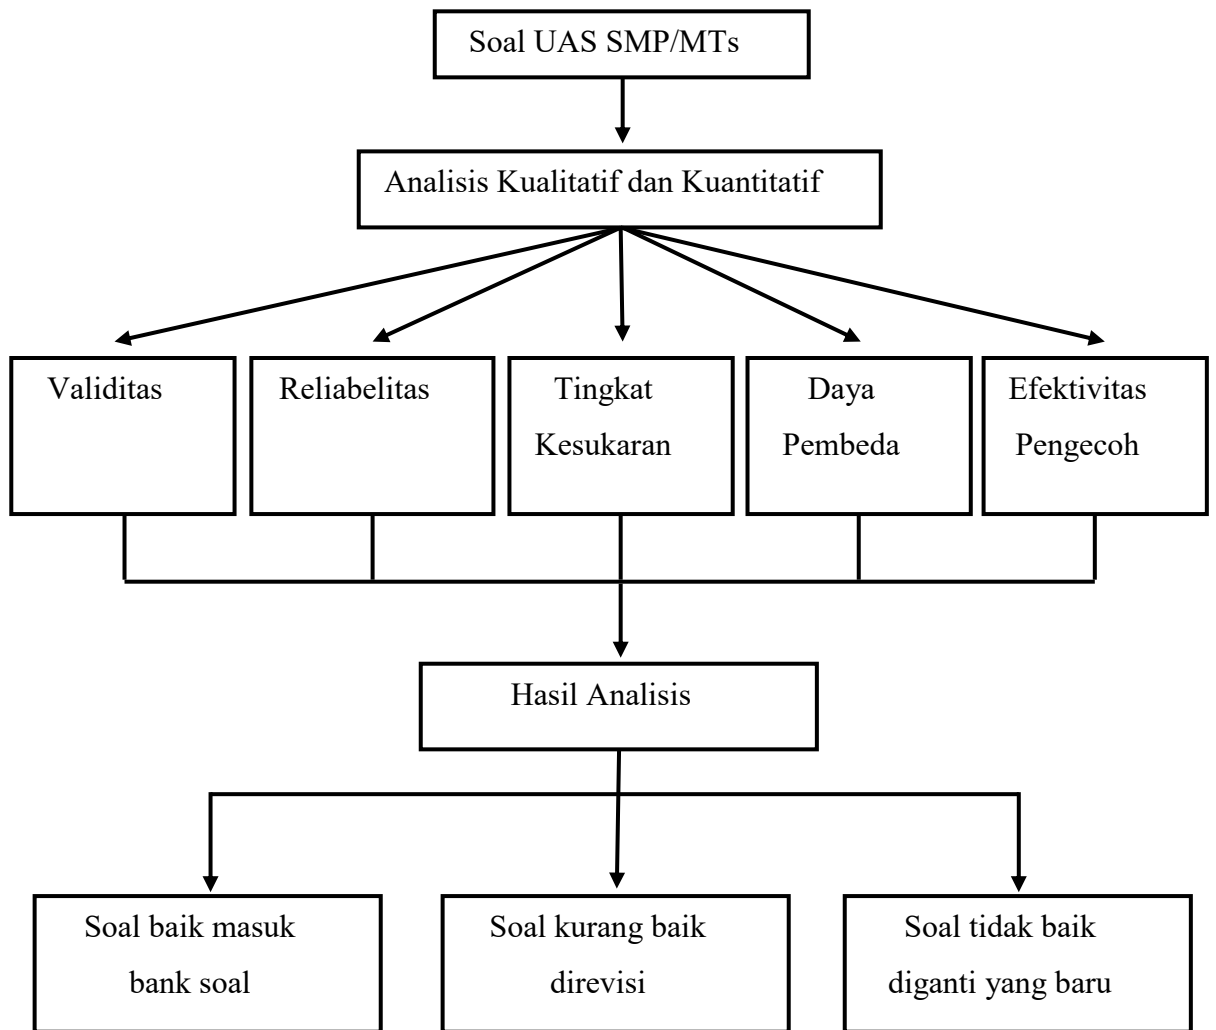 Soal UAS SMP/MTs
Analisis Kualitatif dan Kuantitatif
Validitas
Reliabelitas
Tingkat
Kesukaran
Daya
Pembeda
Efektivitas
Pengecoh
Hasil Analisis
Soal baik masuk
bank soal
Soal kurang baik
direvisi
Soal tidak baik
diganti yang baru